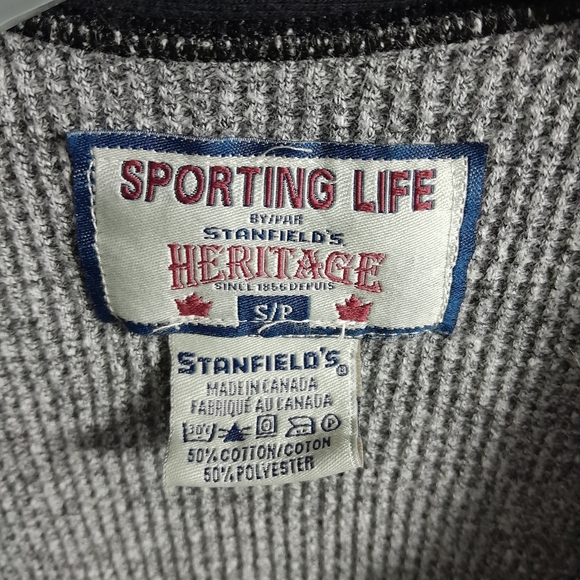 SPORTING LIFE
BY/PAR
STANFIELD'S
HERITAGE
SINCE 1856 DEPUIS
S/P
STANFIELD'S®
MADE IN CANADA
FABRIQUÉ AU CANADA
30°C P
50% COTTON/COTON
50% POLYESTER